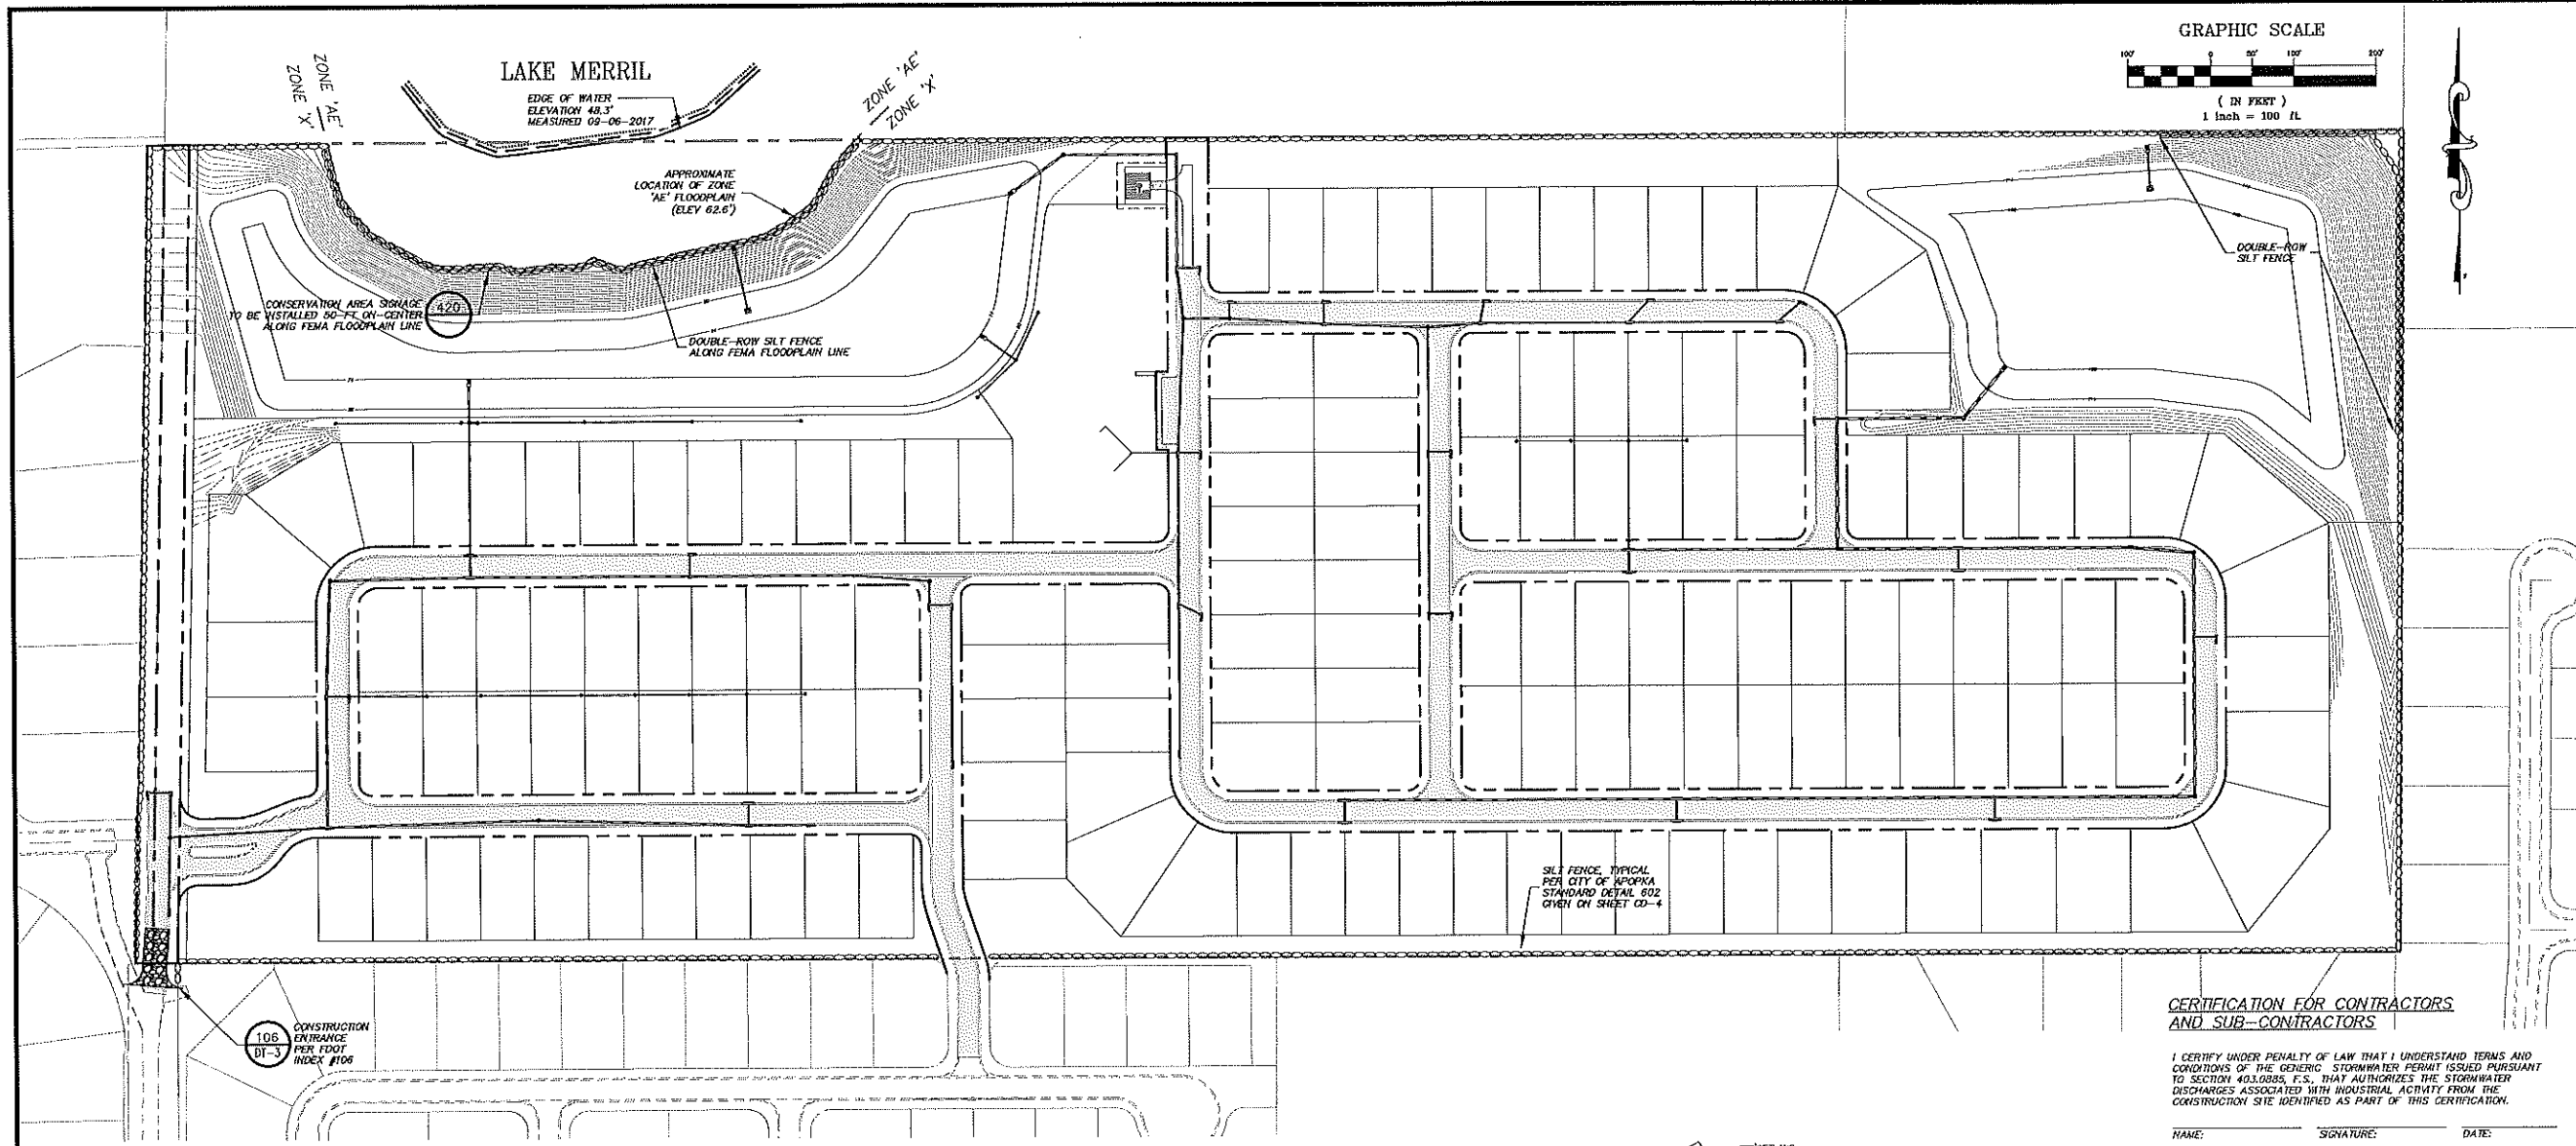 GRAPHIC SCALE
100' 0 50' 100' 200'
( IN FEET )
1 inch = 100 ft.
LAKE MERRIL
EDGE OF WATER
ELEVATION 48.3'
MEASURED 09-06-2017
ZONE 'AE'
ZONE 'X'
ZONE 'AE'
ZONE 'X'
APPROXIMATE
LOCATION OF ZONE
'AE' FLOODPLAIN
(ELEV 62.6')
CONSERVATION AREA SIGNAGE
TO BE INSTALLED 50-FT ON-CENTER
ALONG FEMA FLOODPLAIN LINE
420
DOUBLE-ROW SILT FENCE
ALONG FEMA FLOODPLAIN LINE
DOUBLE-ROW
SILT FENCE
SILT FENCE, TYPICAL
PER CITY OF APOPKA
STANDARD DETAIL 602
GIVEN ON SHEET CD-4
106
DT-3
CONSTRUCTION
ENTRANCE
PER FDOT
INDEX #106
CERTIFICATION FOR CONTRACTORS
AND SUB-CONTRACTORS
I CERTIFY UNDER PENALTY OF LAW THAT I UNDERSTAND TERMS AND
CONDITIONS OF THE GENERIC STORMWATER PERMIT ISSUED PURSUANT
TO SECTION 403.0885, F.S., THAT AUTHORIZES THE STORMWATER
DISCHARGES ASSOCIATED WITH INDUSTRIAL ACTIVITY FROM THE
CONSTRUCTION SITE IDENTIFIED AS PART OF THIS CERTIFICATION.
NAME: SIGNATURE: DATE: